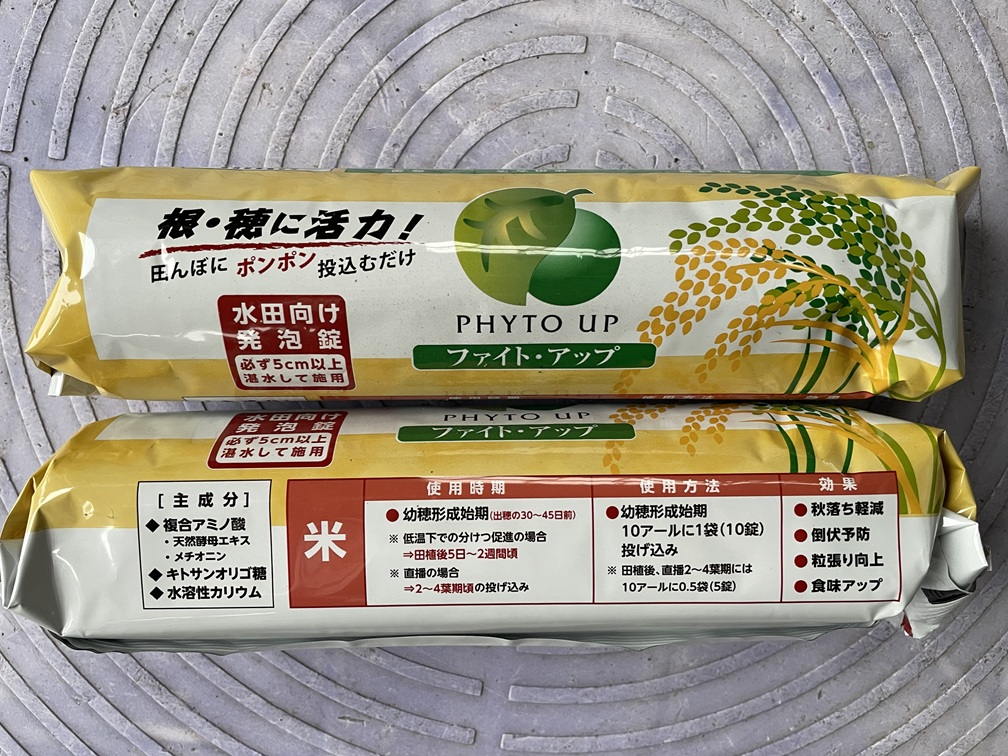 根・穂に活力!
田んぼにポンポン投込むだけ
水田向け
発泡錠
必ず5cm以上
湛水して施用
PHYTO UP
ファイト・アップ
使用方法
PHYTO UP
ファイト・アップ
水田向け
発泡錠
必ず5cm以上
湛水して施用
[主成分]
◆複合アミノ酸
・天然酵母エキス
・メチオニン
◆キトサンオリゴ糖
◆水溶性カリウム
米
使用時期
●幼穂形成始期(出穂の30〜45日前)
※ 低温下での分けつ促進の場合
⇒田植後5日〜2週間頃
※ 直播の場合
⇒2〜4葉期頃の投げ込み
使用方法
●幼穂形成始期
10アールに1袋(10錠)
投げ込み
※ 田植後、直播2〜4葉期には
10アールに0.5袋(5錠)
効果
●秋落ち軽減
●倒伏予防
●粒張り向上
●食味アップ